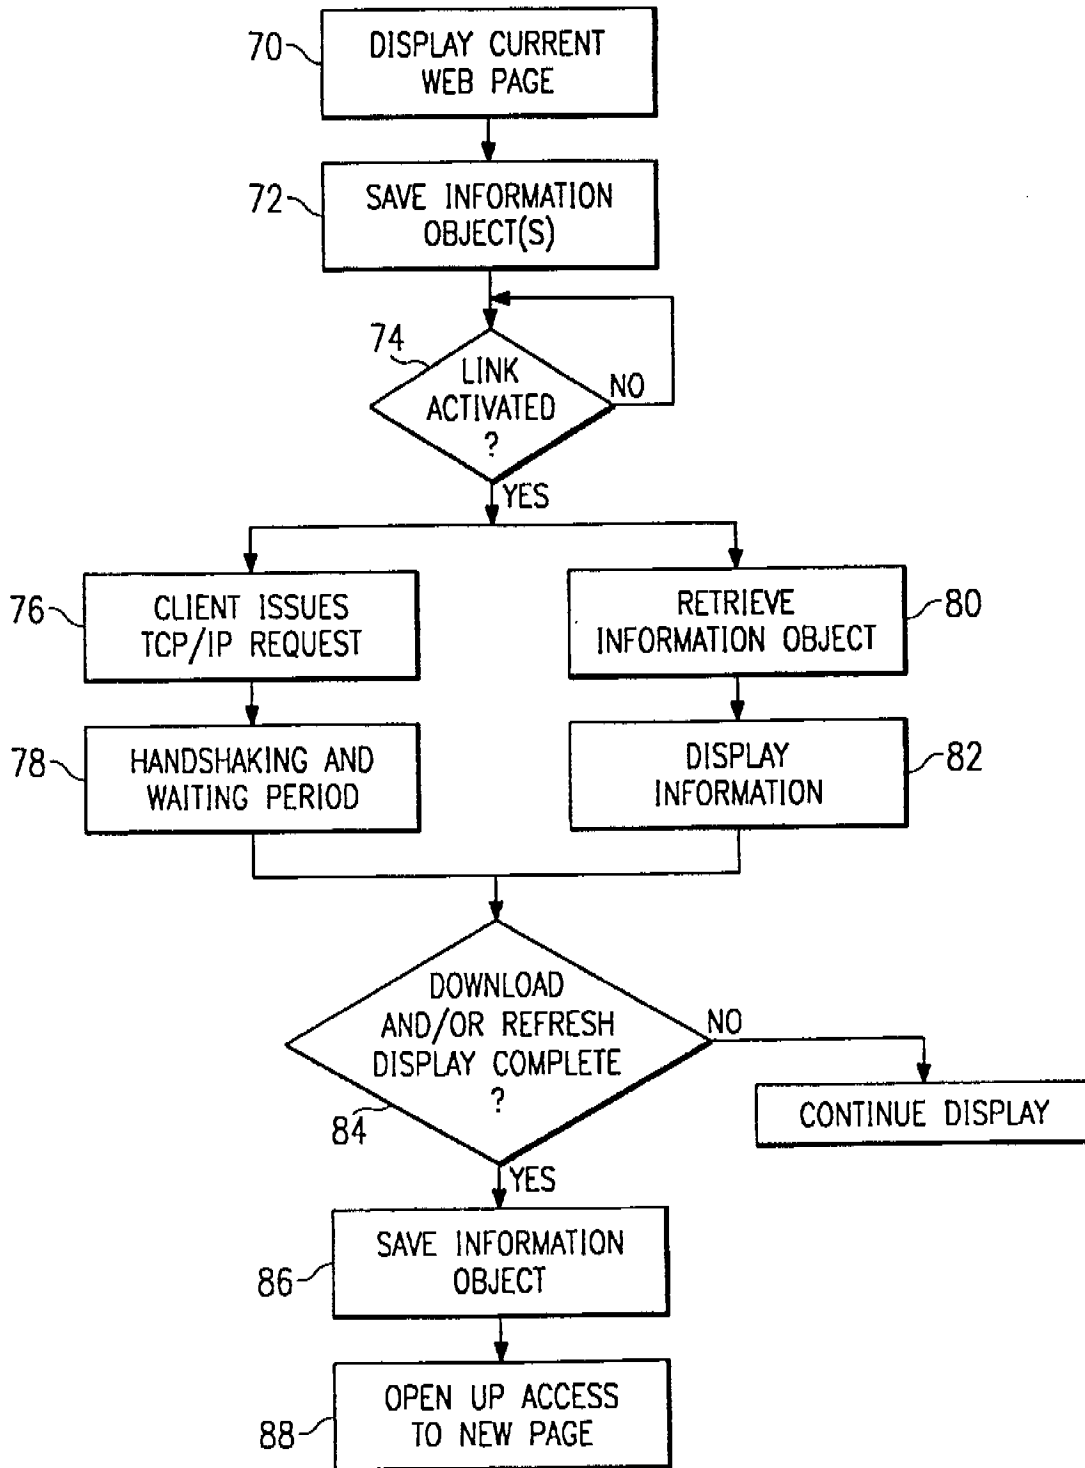 70
DISPLAY CURRENT
WEB PAGE
72
SAVE INFORMATION
OBJECT(S)
74
LINK
ACTIVATED
?
NO
YES
76
CLIENT ISSUES
TCP/IP REQUEST
RETRIEVE
INFORMATION OBJECT
80
78
HANDSHAKING AND
WAITING PERIOD
DISPLAY
INFORMATION
82
DOWNLOAD
AND/OR REFRESH
DISPLAY COMPLETE
?
84
NO
CONTINUE DISPLAY
YES
SAVE INFORMATION
OBJECT
86
OPEN UP ACCESS
TO NEW PAGE
88